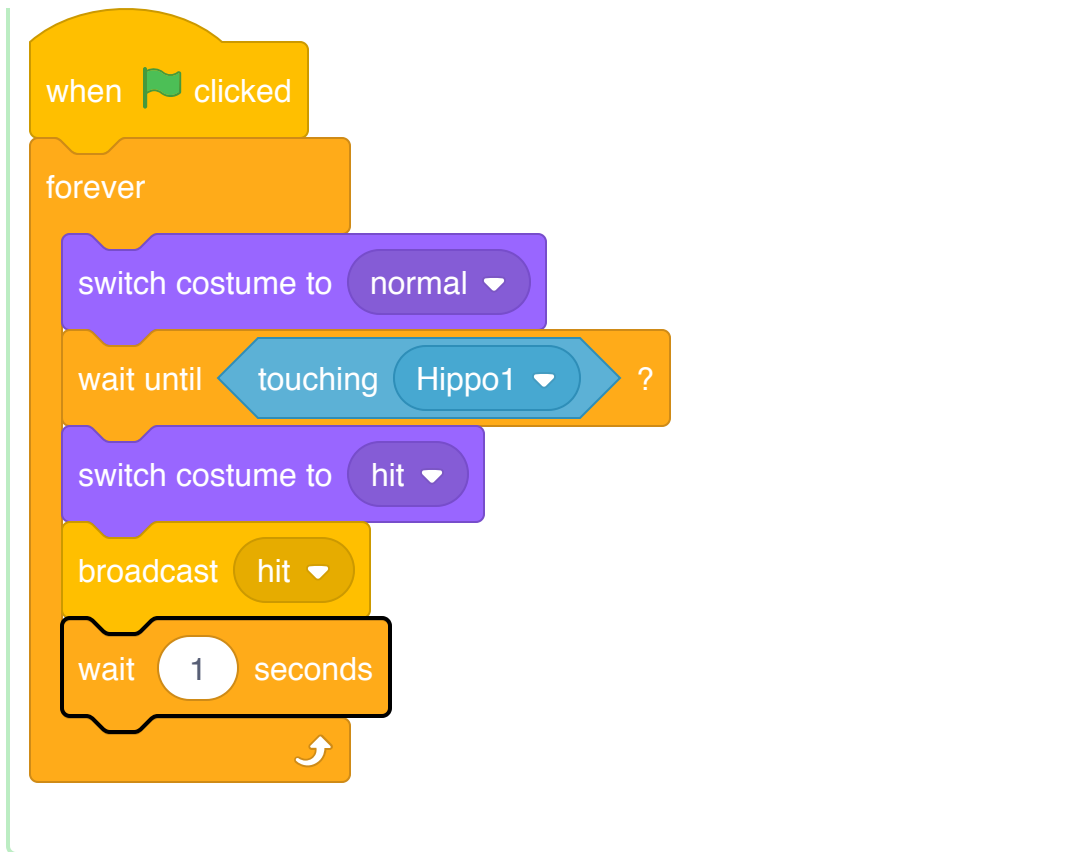 when clicked
forever
switch costume to normal
wait until touching Hippo1 ?
switch costume to hit
broadcast hit
wait 1 seconds